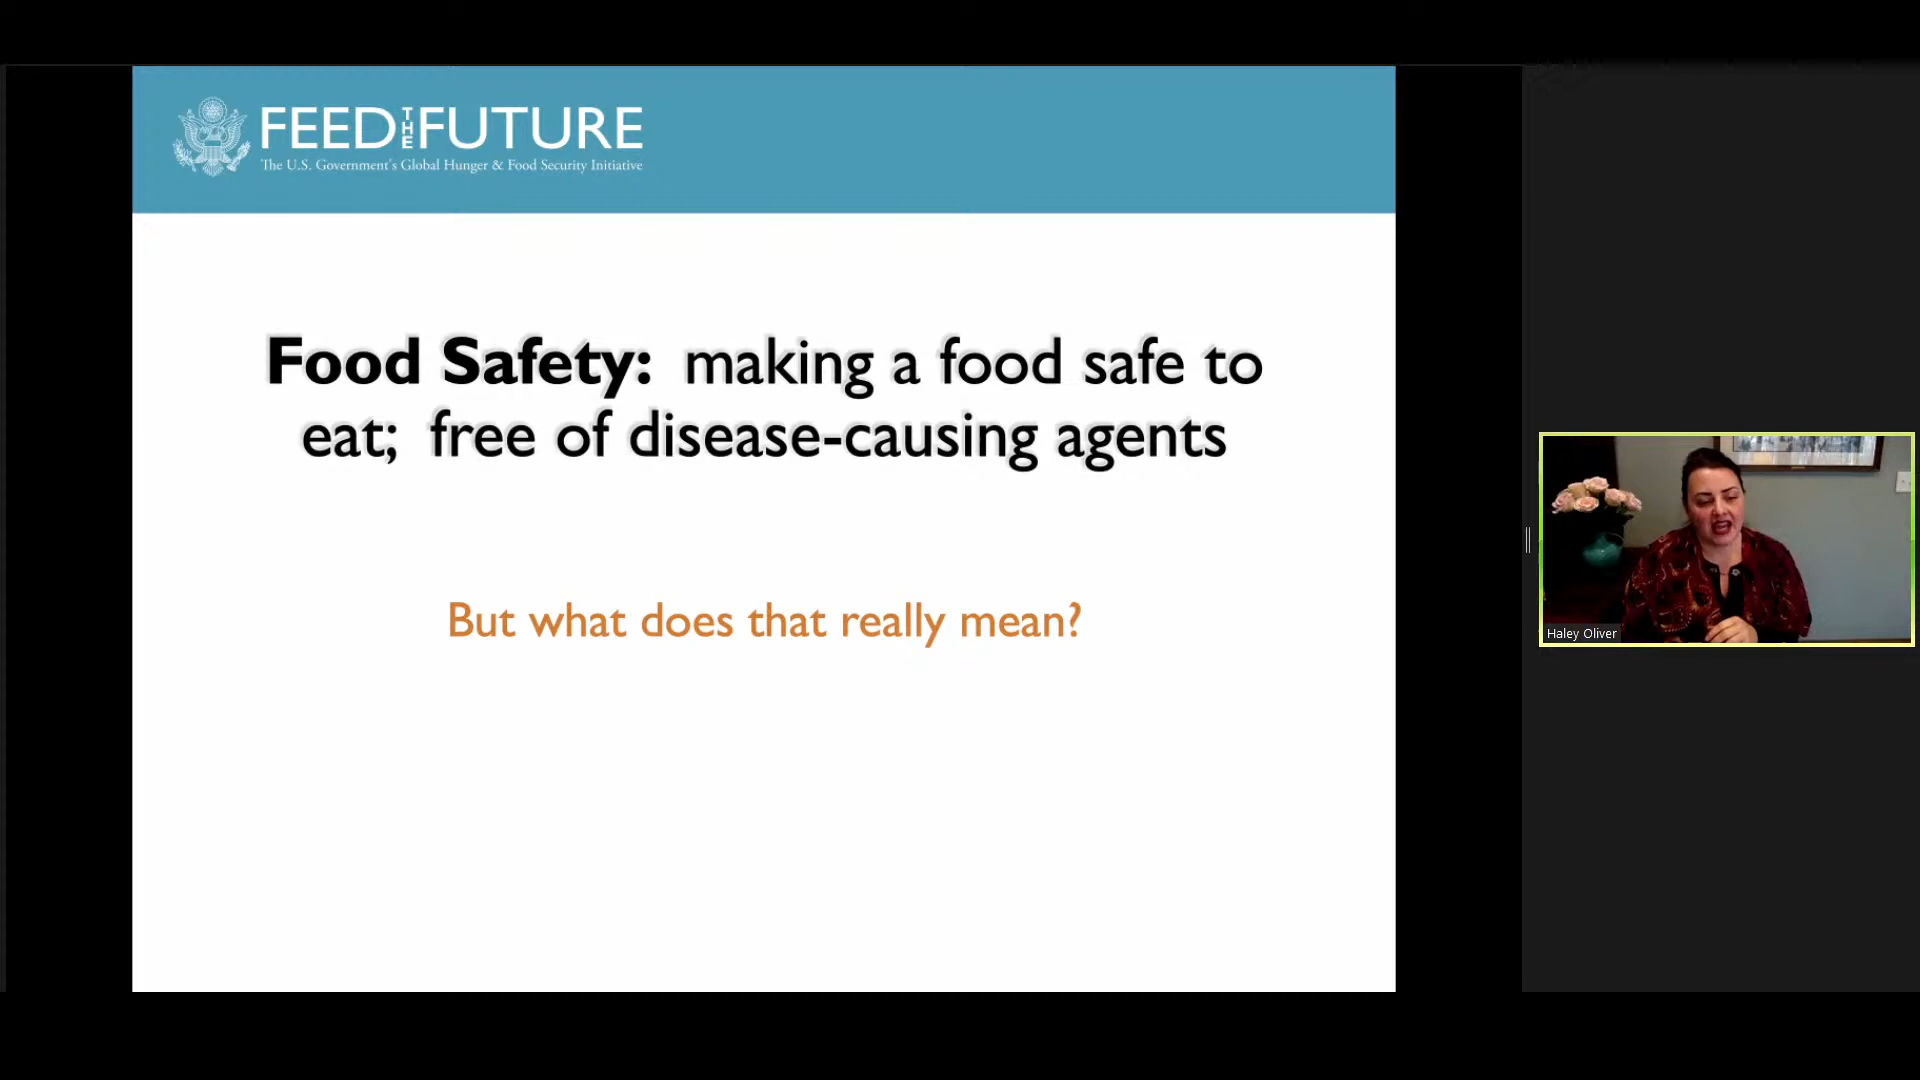 FEED THE FUTURE
The U.S. Government's Global Hunger & Food Security Initiative
Food Safety: making a food safe to
eat; free of disease-causing agents
But what does that really mean?
Haley Oliver